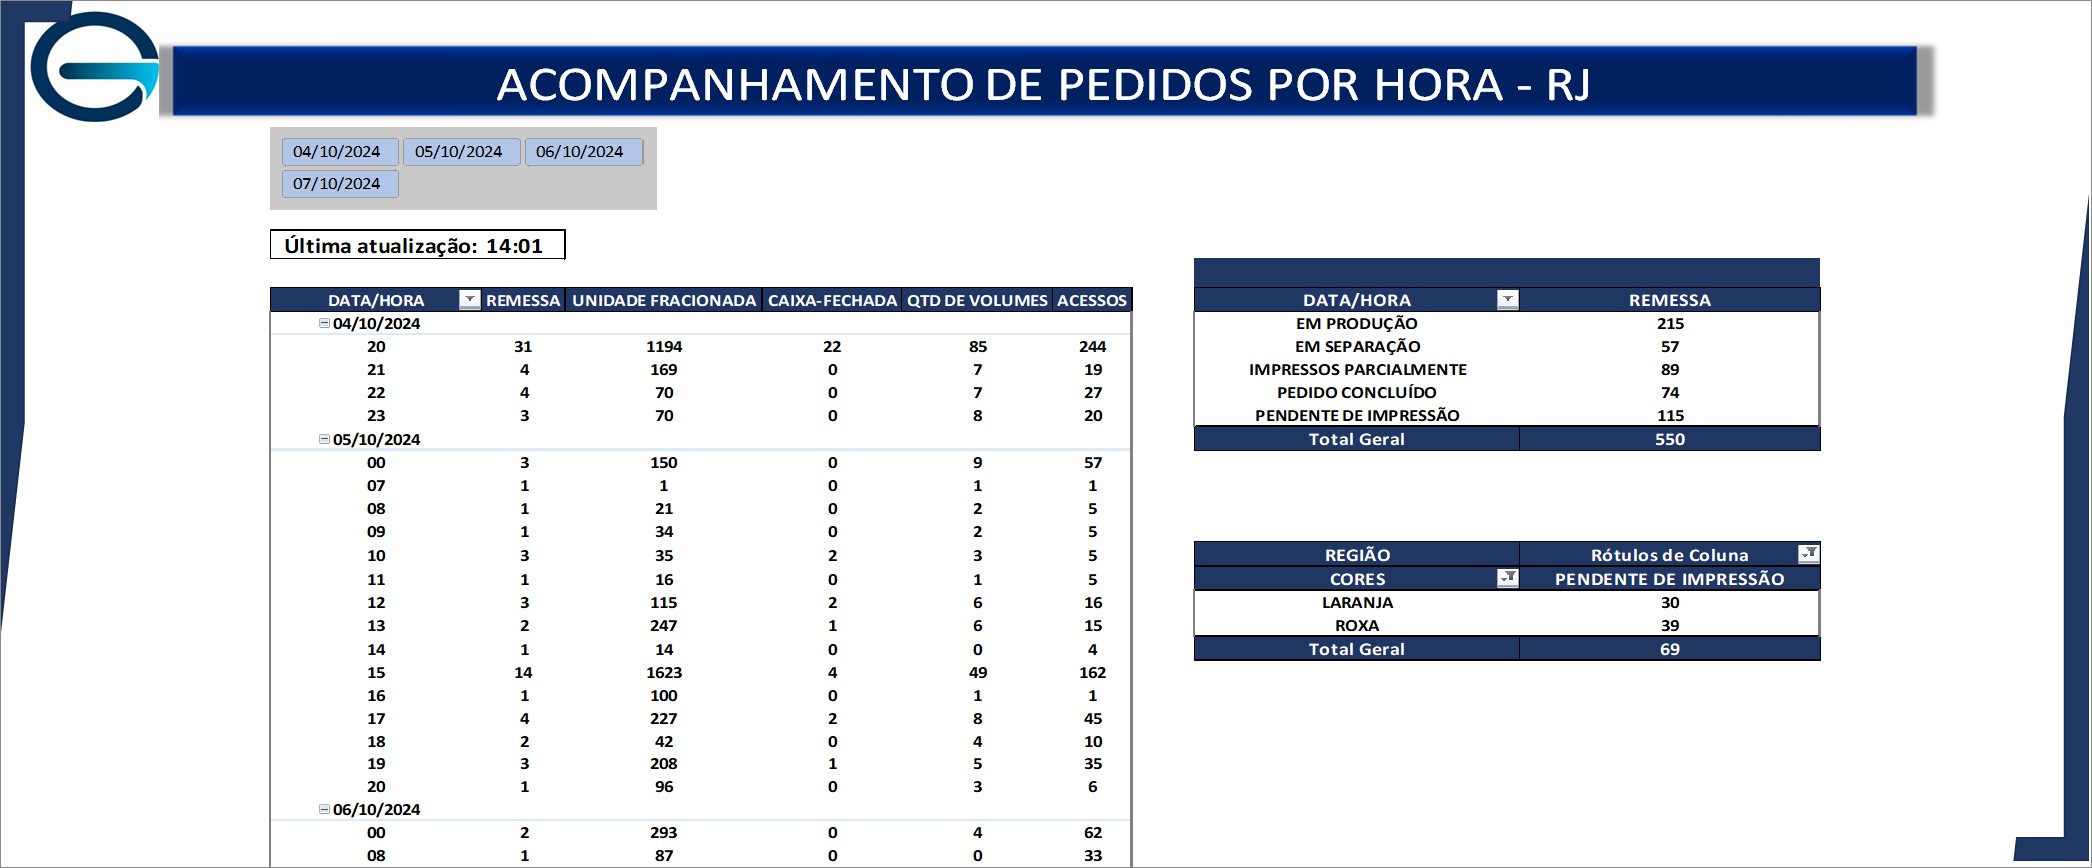 ACOMPANHAMENTO DE PEDIDOS POR HORA - RJ
04/10/2024 05/10/2024 06/10/2024
07/10/2024
Última atualização: 14:01
DATA/HORA REMESSA UNIDADE FRACIONADA CAIXA-FECHADA QTD DE VOLUMES ACESSOS
04/10/2024
20 31 1194 22 85 244
21 4 169 0 7 19
22 4 70 0 7 27
23 3 70 0 8 20
05/10/2024
00 3 150 0 9 57
07 1 1 0 1 1
08 1 21 0 2 5
09 1 34 0 2 5
10 3 35 2 3 5
11 1 16 0 1 5
12 3 115 2 6 16
13 2 247 1 6 15
14 1 14 0 0 4
15 14 1623 4 49 162
16 1 100 0 1 1
17 4 227 2 8 45
18 2 42 0 4 10
19 3 208 1 5 35
20 1 96 0 3 6
06/10/2024
00 2 293 0 4 62
08 1 87 0 0 33
DATA/HORA REMESSA
EM PRODUÇÃO 215
EM SEPARAÇÃO 57
IMPRESSOS PARCIALMENTE 89
PEDIDO CONCLUÍDO 74
PENDENTE DE IMPRESSÃO 115
Total Geral 550
REGIÃO Rótulos de Coluna
CORES PENDENTE DE IMPRESSÃO
LARANJA 30
ROXA 39
Total Geral 69